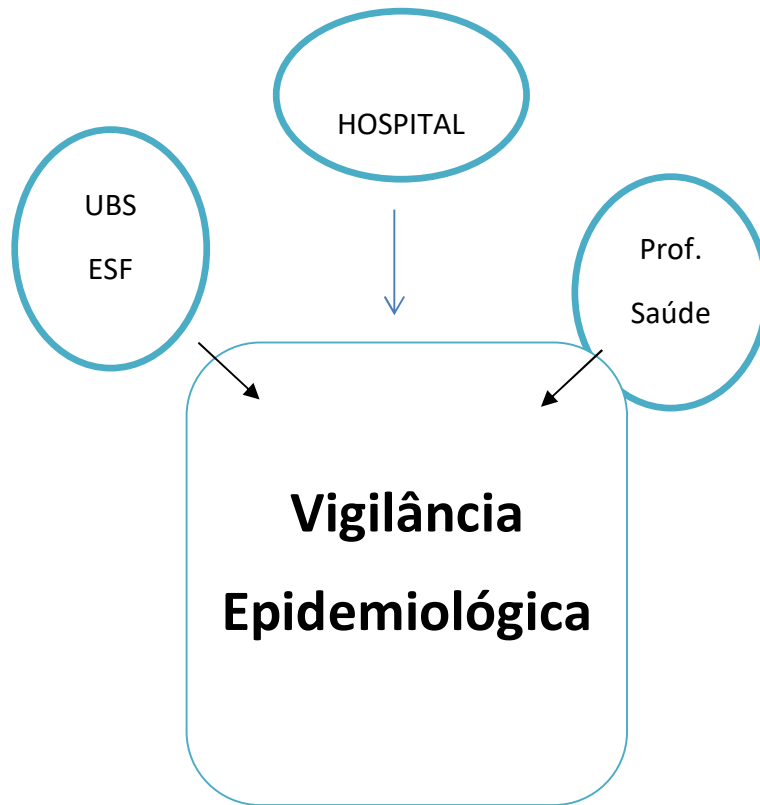 HOSPITAL
UBS
ESF
Prof.
Saúde
Vigilância
Epidemiológica